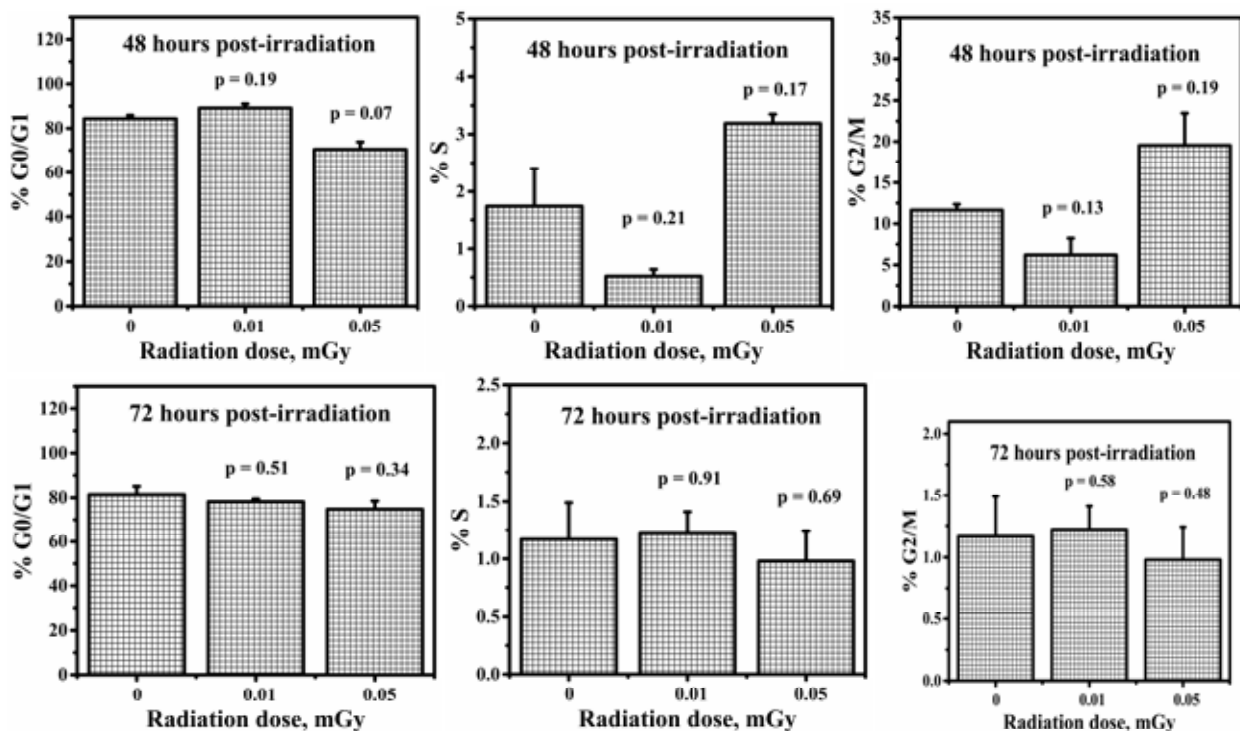 48 hours post-irradiation
p = 0.19
p = 0.07
% G0/G1
120
100
80
60
40
20
0
0 0.01 0.05
Radiation dose, mGy
48 hours post-irradiation
p = 0.17
p = 0.21
% S
5
4
3
2
1
0
0 0.01 0.05
Radiation dose, mGy
48 hours post-irradiation
p = 0.19
p = 0.13
% G2/M
35
30
25
20
15
10
5
0
0 0.01 0.05
Radiation dose, mGy
72 hours post-irradiation
p = 0.51
p = 0.34
% G0/G1
120
100
80
60
40
20
0
0 0.01 0.05
Radiation dose, mGy
72 hours post-irradiation
p = 0.91
p = 0.69
% S
2.5
2.0
1.5
1.0
0.5
0.0
0 0.01 0.05
Radiation dose, mGy
72 hours post-irradiation
p = 0.58
p = 0.48
% G2/M
2.0
1.5
1.0
0.5
0.0
0 0.01 0.05
Radiation dose, mGy